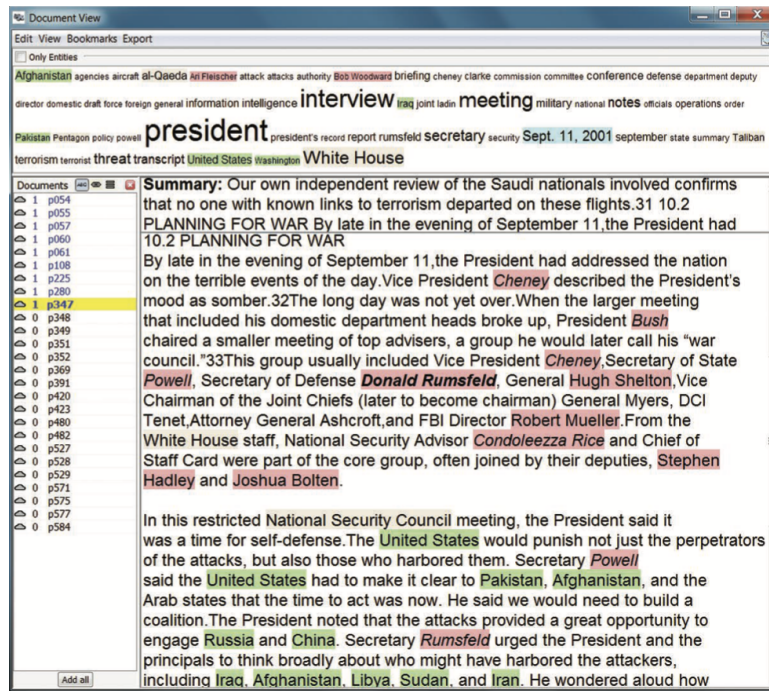 Document View
Edit View Bookmarks Export
Only Entities
Afghanistan agencies aircraft al-Qaeda Ari Fleischer attack attacks authority Bob Woodward briefing cheney clarke commission committee conference defense department deputy
director domestic draft force foreign general information intelligence interview Iraq joint ladin meeting military national notes officials operations order
Pakistan Pentagon policy powell president president's record report rumsfeld secretary security Sept. 11, 2001 september state summary Taliban
terrorism terrorist threat transcript United States Washington White House
Documents
1 p054
1 p055
1 p057
1 p060
1 p061
1 p108
1 p225
1 p280
1 p347
0 p348
0 p349
0 p351
0 p352
0 p369
0 p391
0 p420
0 p423
0 p480
0 p482
0 p527
0 p528
0 p529
0 p571
0 p575
0 p577
0 p584
Add all
Summary: Our own independent review of the Saudi nationals involved confirms
that no one with known links to terrorism departed on these flights.31 10.2
PLANNING FOR WAR By late in the evening of September 11,the President had
10.2 PLANNING FOR WAR
By late in the evening of September 11,the President had addressed the nation
on the terrible events of the day.Vice President Cheney described the President's
mood as somber.32The long day was not yet over.When the larger meeting
that included his domestic department heads broke up, President Bush
chaired a smaller meeting of top advisers, a group he would later call his "war
council."33This group usually included Vice President Cheney,Secretary of State
Powell, Secretary of Defense Donald Rumsfeld, General Hugh Shelton,Vice
Chairman of the Joint Chiefs (later to become chairman) General Myers, DCI
Tenet,Attorney General Ashcroft,and FBI Director Robert Mueller.From the
White House staff, National Security Advisor Condoleezza Rice and Chief of
Staff Card were part of the core group, often joined by their deputies, Stephen
Hadley and Joshua Bolten.
In this restricted National Security Council meeting, the President said it
was a time for self-defense.The United States would punish not just the perpetrators
of the attacks, but also those who harbored them. Secretary Powell
said the United States had to make it clear to Pakistan, Afghanistan, and the
Arab states that the time to act was now. He said we would need to build a
coalition.The President noted that the attacks provided a great opportunity to
engage Russia and China. Secretary Rumsfeld urged the President and the
principals to think broadly about who might have harbored the attackers,
including Iraq, Afghanistan, Libya, Sudan, and Iran. He wondered aloud how